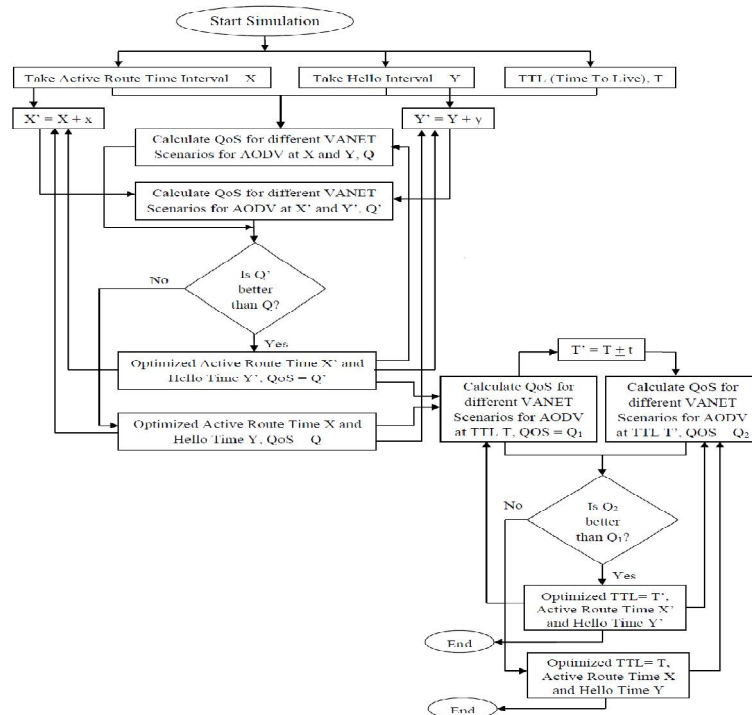 Start Simulation
Take Active Route Time Interval X
Take Hello Interval Y
TTL (Time To Live), T
X' = X + x
Y' = Y + y
Calculate QoS for different VANET
Scenarios for AODV at X and Y, Q
Calculate QoS for different VANET
Scenarios for AODV at X' and Y', Q'
Is Q'
better
than Q?
No
Yes
Optimized Active Route Time X' and
Hello Time Y', QoS = Q'
Optimized Active Route Time X and
Hello Time Y, QoS Q
T' = T ± t
Calculate QoS for
different VANET
Scenarios for AODV
at TTL T, QOS = Q₁
Calculate QoS for
different VANET
Scenarios for AODV
at TTL T', QOS Q₂
Is Q₂
better
than Q₁?
No
Yes
Optimized TTL= T',
Active Route Time X'
and Hello Time Y'
End
Optimized TTL= T,
Active Route Time X
and Hello Time Y
End